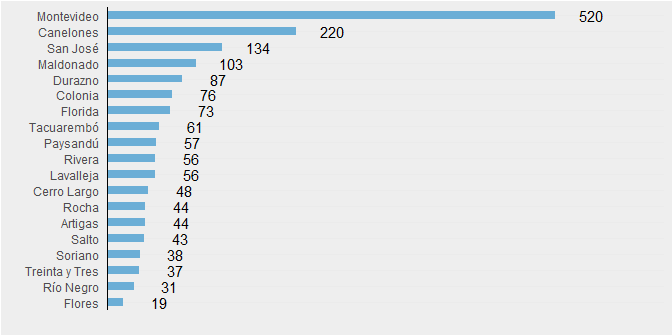 Montevideo 520
Canelones 220
San José 134
Maldonado 103
Durazno 87
Colonia 76
Florida 73
Tacuarembó 61
Paysandú 57
Rivera 56
Lavalleja 56
Cerro Largo 48
Rocha 44
Artigas 44
Salto 43
Soriano 38
Treinta y Tres 37
Río Negro 31
Flores 19